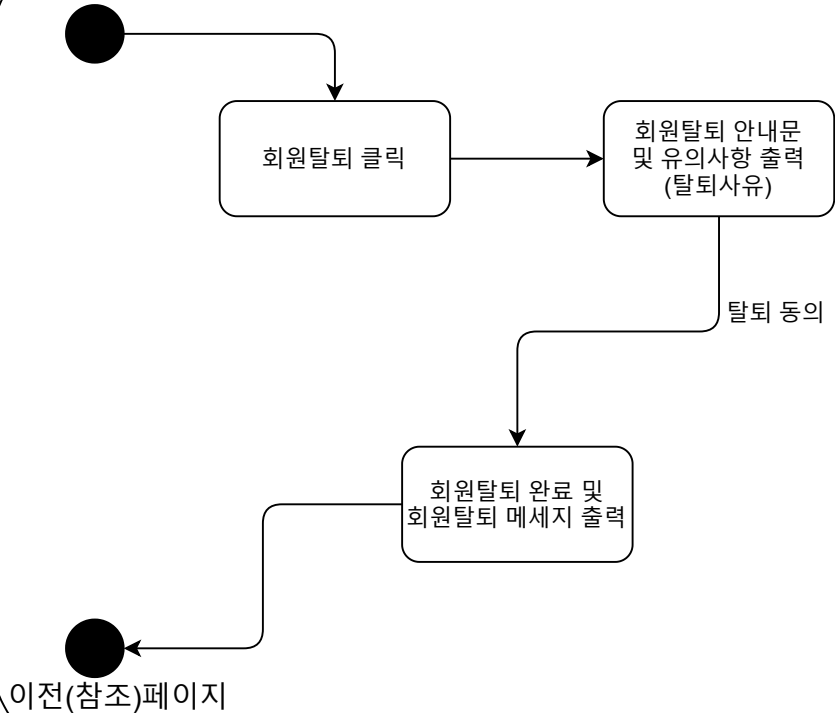 회원탈퇴 클릭
회원탈퇴 안내문
및 유의사항 출력
(탈퇴사유)
탈퇴 동의
회원탈퇴 완료 및
회원탈퇴 메세지 출력
이전(참조)페이지